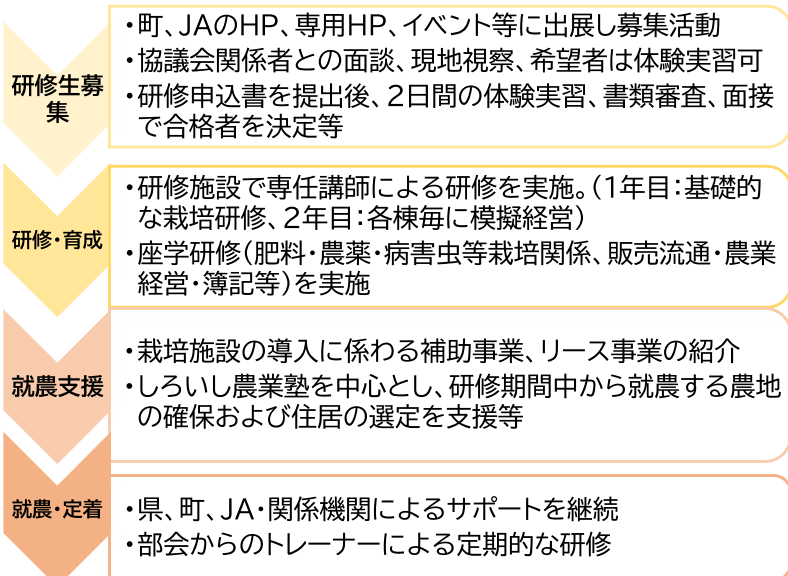 研修生募
集
・町、JAのHP、専用HP、イベント等に出展し募集活動
・協議会関係者との面談、現地視察、希望者は体験実習可
・研修申込書を提出後、2日間の体験実習、書類審査、面接
で合格者を決定等
研修・育成
・研修施設で専任講師による研修を実施。（1年目：基礎的
な栽培研修、2年目：各棟毎に模擬経営）
・座学研修（肥料・農薬・病害虫等栽培関係、販売流通・農業
経営・簿記等）を実施
就農支援
・栽培施設の導入に係わる補助事業、リース事業の紹介
・しろいし農業塾を中心とし、研修期間中から就農する農地
の確保および住居の選定を支援等
就農・定着
・県、町、JA・関係機関によるサポートを継続
・部会からのトレーナーによる定期的な研修